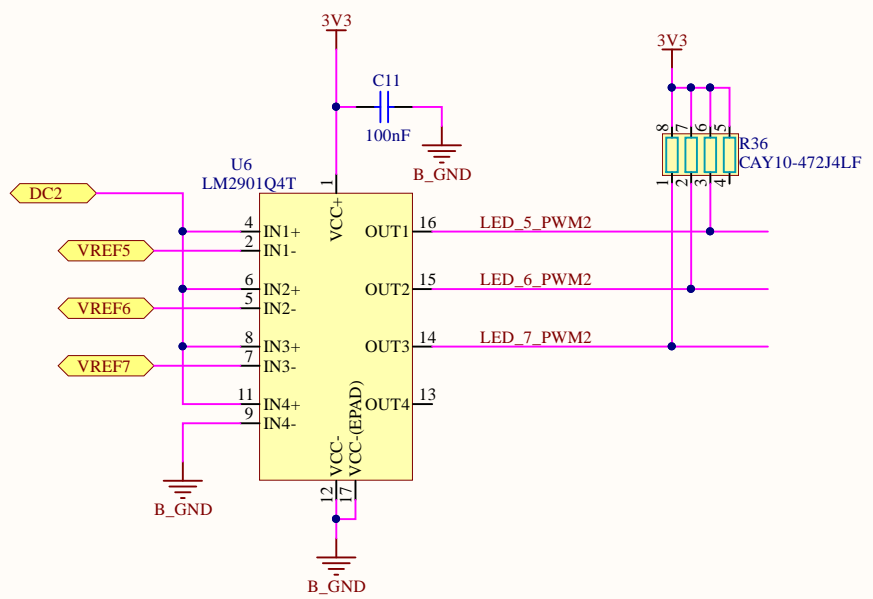 3V3
C11
100nF
B_GND
3V3
8
7
6
5
R36
CAY10-472J4LF
1
2
3
4
U6
LM2901Q4T
1
VCC+
DC2
4
IN1+
OUT1
16
LED_5_PWM2
VREF5
2
IN1-
6
IN2+
OUT2
15
LED_6_PWM2
VREF6
5
IN2-
8
IN3+
OUT3
14
LED_7_PWM2
VREF7
7
IN3-
11
IN4+
OUT4
13
9
IN4-
VCC-
VCC-(EPAD)
12
17
B_GND
B_GND